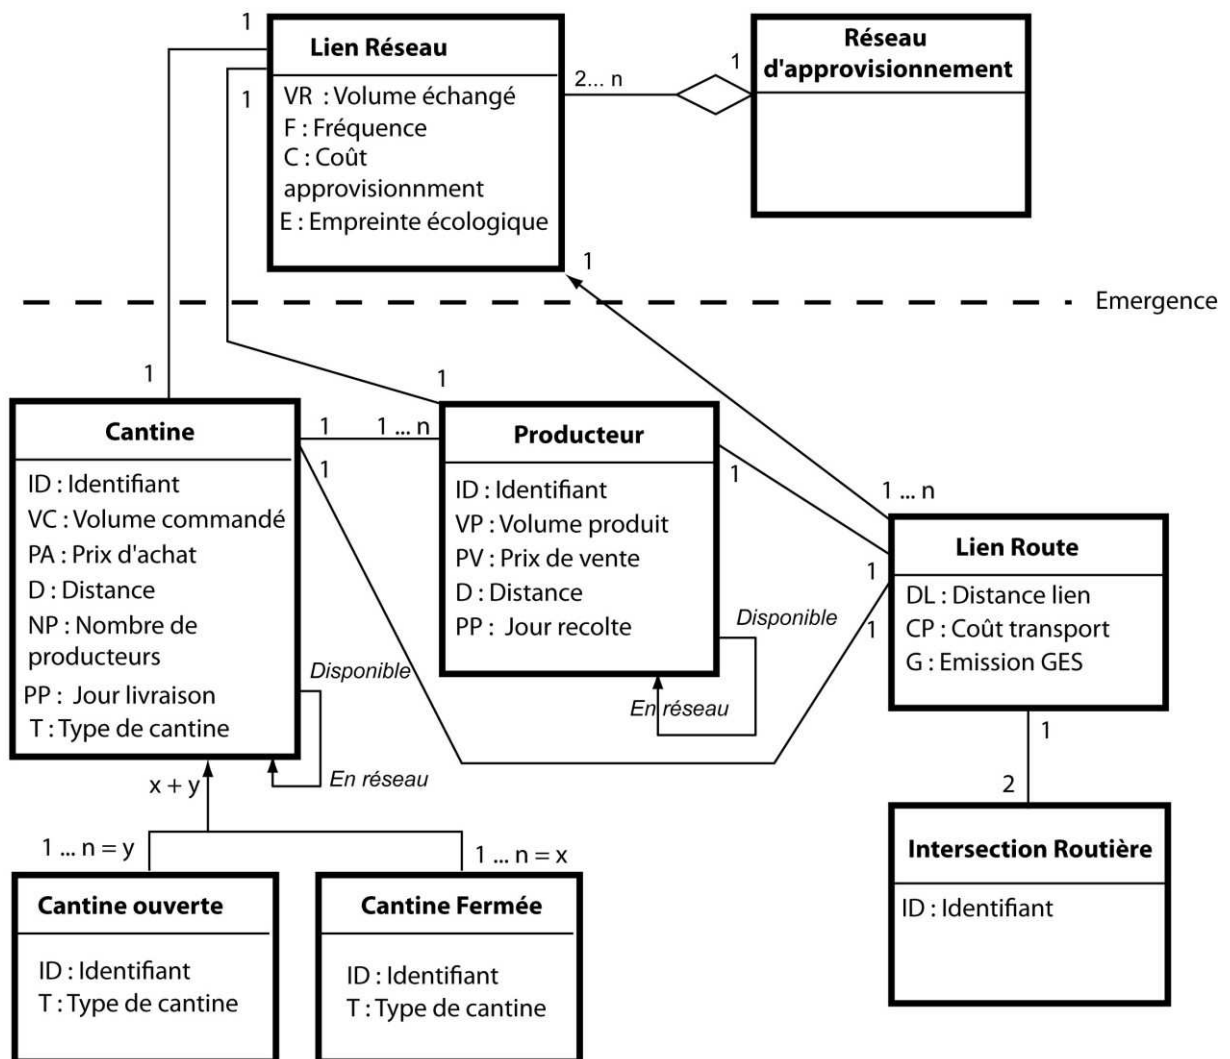 1
Lien Réseau
VR : Volume échangé
F : Fréquence
C : Coût
approvisionnment
E : Empreinte écologique
1
2... n
1
Réseau
d'approvisionnement
1
Emergence
1
Cantine
ID : Identifiant
VC : Volume commandé
PA : Prix d'achat
D : Distance
NP : Nombre de
producteurs
PP : Jour livraison
T : Type de cantine
1
1 ... n
1
1
Producteur
ID : Identifiant
VP : Volume produit
PV : Prix de vente
D : Distance
PP : Jour recolte
1
Disponible
En réseau
Disponible
En réseau
1 ... n
1
1
Lien Route
DL : Distance lien
CP : Coût transport
G : Emission GES
1
2
Intersection Routière
ID : Identifiant
x + y
1 ... n = y
1 ... n = x
Cantine ouverte
ID : Identifiant
T : Type de cantine
Cantine Fermée
ID : Identifiant
T : Type de cantine